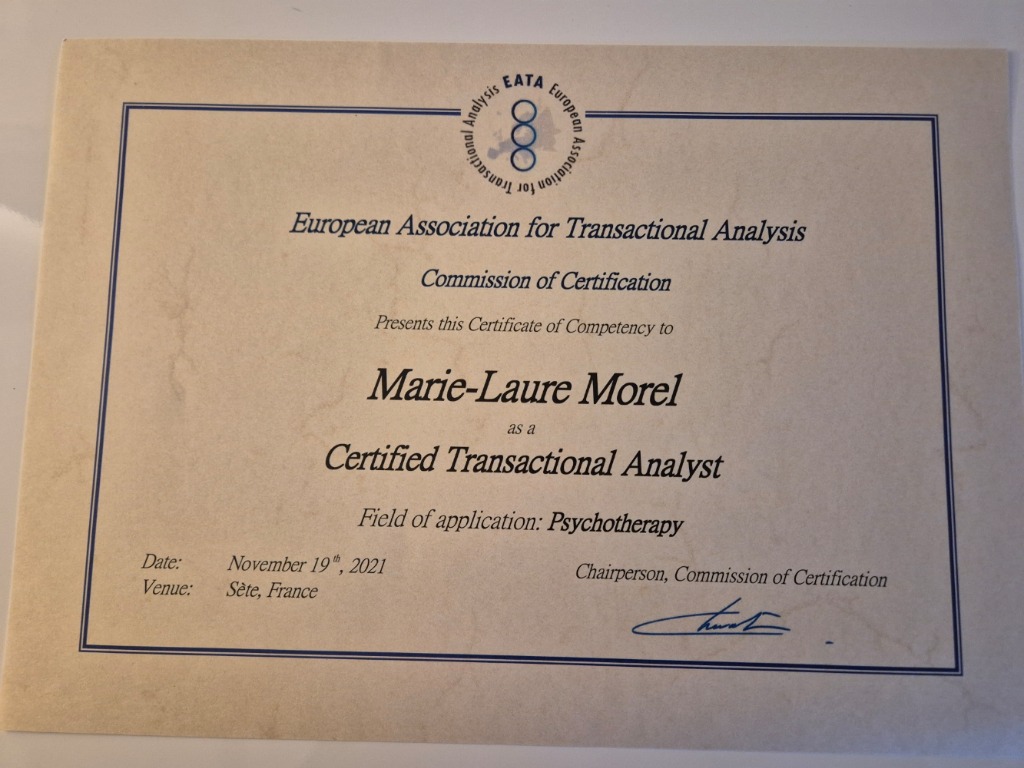 EATA European Association for Transactional Analysis
European Association for Transactional Analysis
Commission of Certification
Presents this Certificate of Competency to
Marie-Laure Morel
as a
Certified Transactional Analyst
Field of application: Psychotherapy
Date: November 19th, 2021
Venue: Sète, France
Chairperson, Commission of Certification